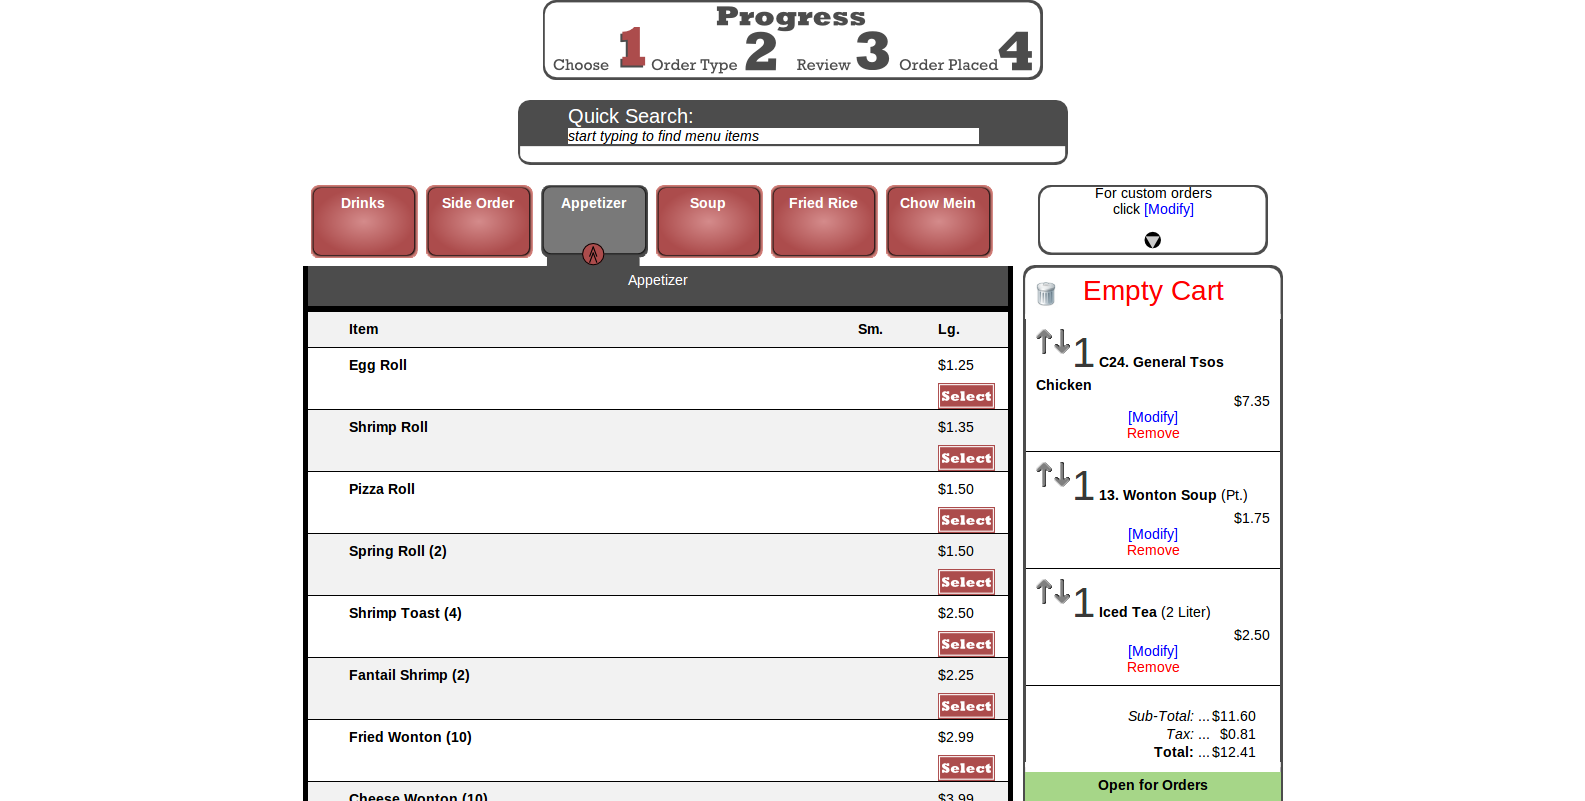 Progress
Choose 1 Order Type 2 Review 3 Order Placed 4
Quick Search:
start typing to find menu items
Drinks
Side Order
Appetizer
Soup
Fried Rice
Chow Mein
For custom orders
click [Modify]
Appetizer
Item Sm. Lg.
Egg Roll $1.25
Select
Shrimp Roll $1.35
Select
Pizza Roll $1.50
Select
Spring Roll (2) $1.50
Select
Shrimp Toast (4) $2.50
Select
Fantail Shrimp (2) $2.25
Select
Fried Wonton (10) $2.99
Select
Cheese Wonton (10) $3.99
Empty Cart
1 C24. General Tsos
Chicken
$7.35
[Modify]
Remove
1 13. Wonton Soup (Pt.)
$1.75
[Modify]
Remove
1 Iced Tea (2 Liter)
$2.50
[Modify]
Remove
Sub-Total: ... $11.60
Tax: ... $0.81
Total: ... $12.41
Open for Orders